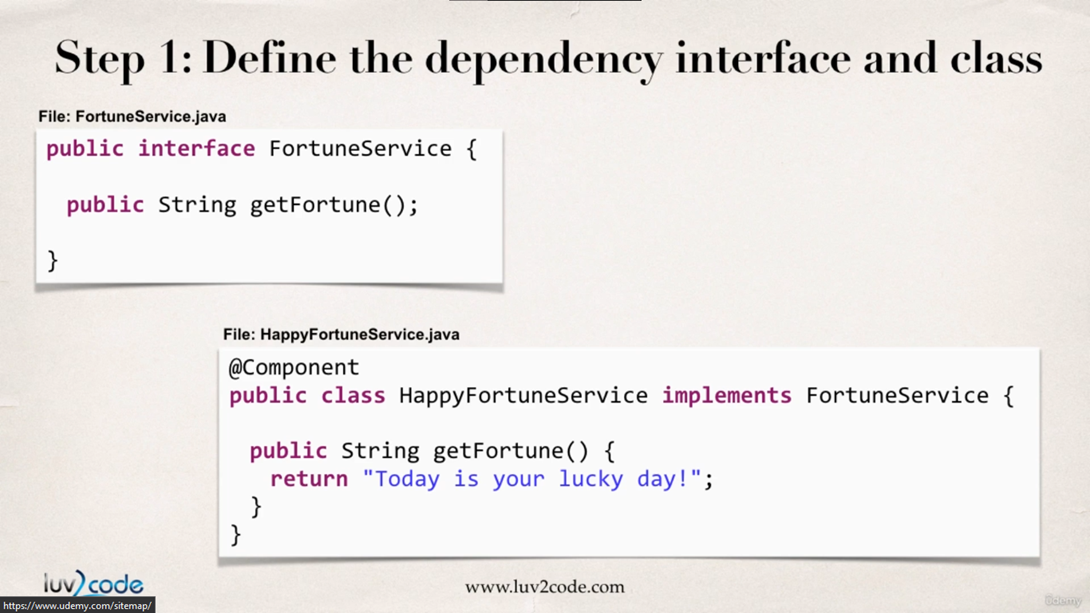 Step 1: Define the dependency interface and class
File: FortuneService.java
public interface FortuneService {
public String getFortune();
}
File: HappyFortuneService.java
@Component
public class HappyFortuneService implements FortuneService {
public String getFortune() {
return "Today is your lucky day!";
}
}
luv2code
www.luv2code.com
udemy
https://www.udemy.com/sitemap/